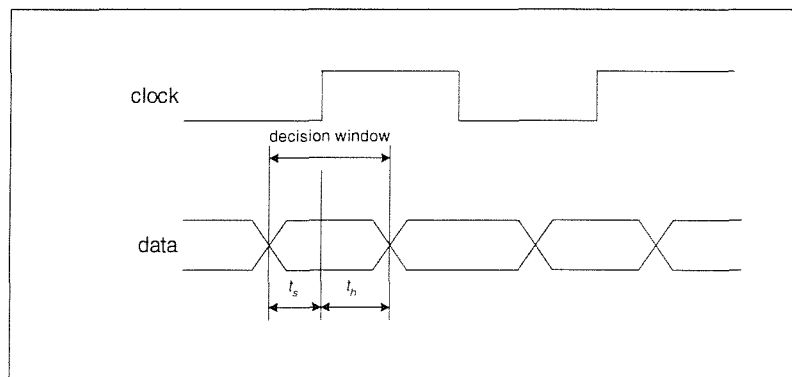 clock
decision window
data
t_s t_h